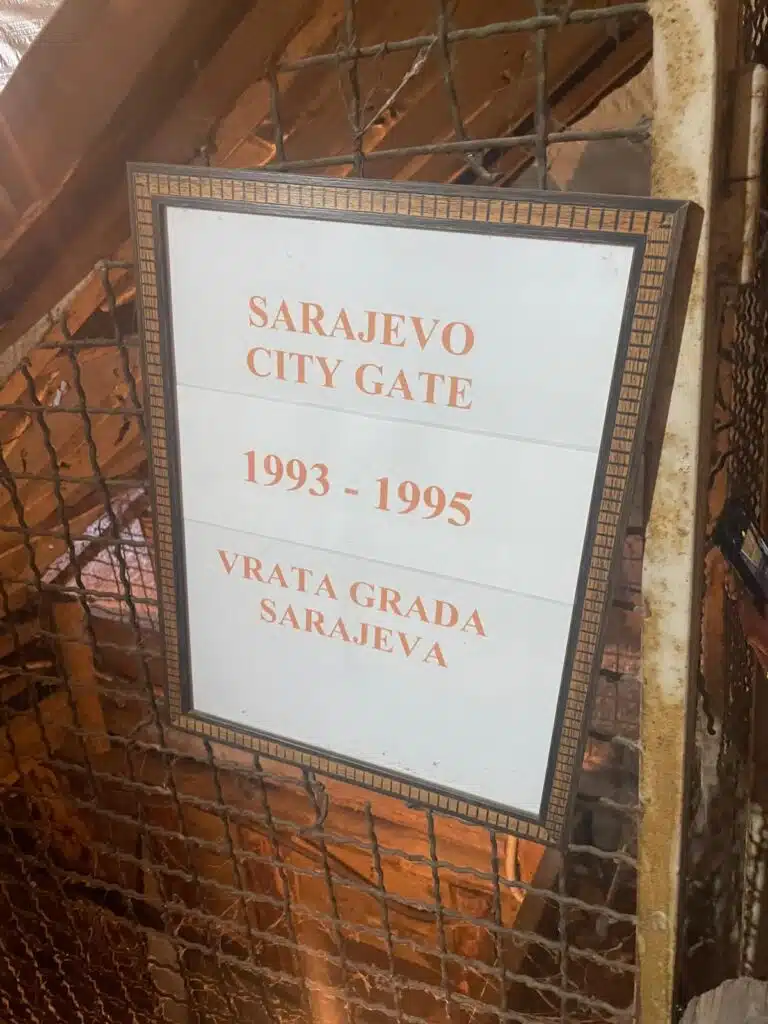 SARAJEVO
CITY GATE
1993 - 1995
VRATA GRADA
SARAJEVA